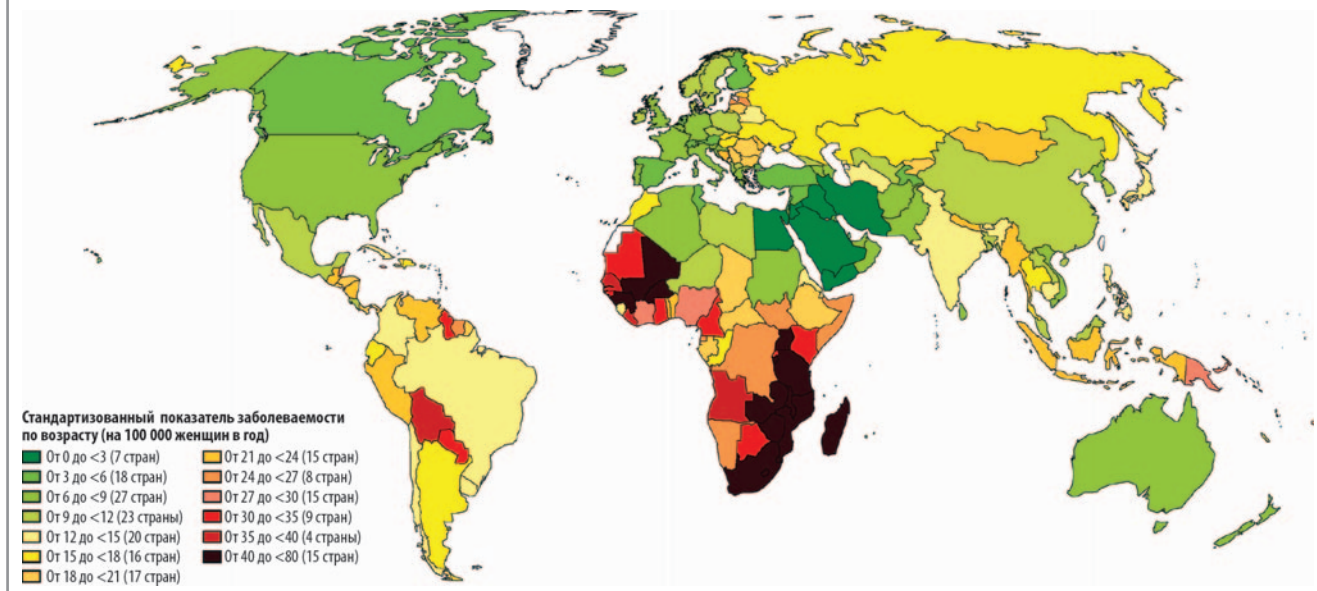 Стандартизованный показатель заболеваемости
по возрасту (на 100 000 женщин в год)
От 0 до <3 (7 стран)
От 3 до <6 (18 стран)
От 6 до <9 (27 стран)
От 9 до <12 (23 страны)
От 12 до <15 (20 стран)
От 15 до <18 (16 стран)
От 18 до <21 (17 стран)
От 21 до <24 (15 стран)
От 24 до <27 (8 стран)
От 27 до <30 (15 стран)
От 30 до <35 (9 стран)
От 35 до <40 (4 страны)
От 40 до <80 (15 стран)